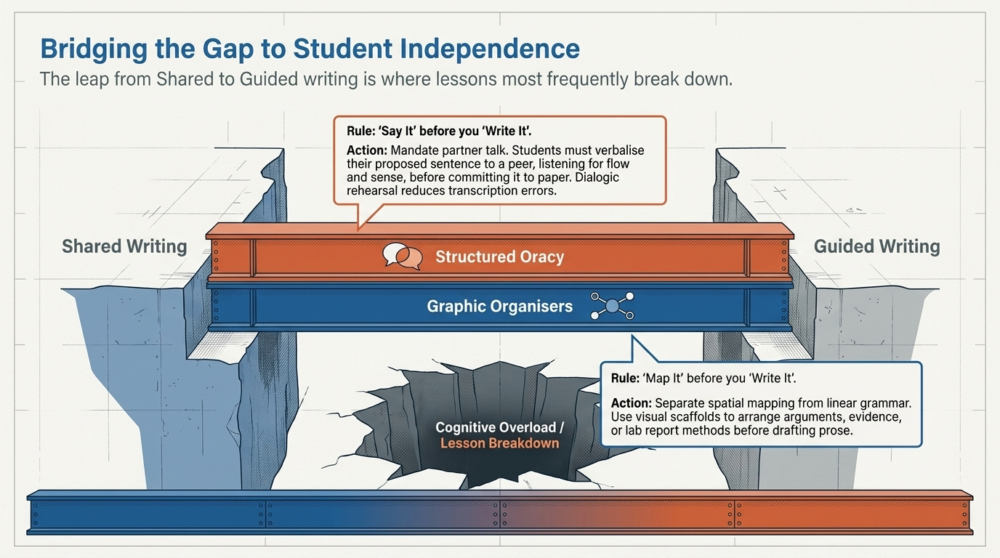 Bridging the Gap to Student Independence
The leap from Shared to Guided writing is where lessons most frequently break down.
Rule: ‘Say It’ before you ‘Write It’.
Action: Mandate partner talk. Students must verbalise
their proposed sentence to a peer, listening for flow
and sense, before committing it to paper. Dialogic
rehearsal reduces transcription errors.
Shared Writing
Structured Oracy
Guided Writing
Graphic Organisers
Rule: ‘Map It’ before you ‘Write It’.
Action: Separate spatial mapping from linear grammar.
Use visual scaffolds to arrange arguments, evidence,
or lab report methods before drafting prose.
Cognitive Overload /
Lesson Breakdown